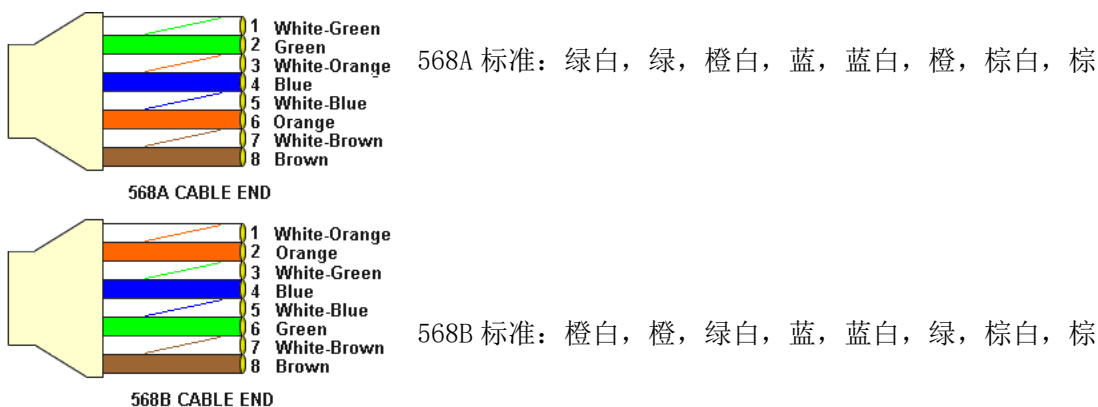 1 White-Green
2 Green
3 White-Orange
4 Blue
5 White-Blue
6 Orange
7 White-Brown
8 Brown
568A CABLE END
568A 标准：绿白，绿，橙白，蓝，蓝白，橙，棕白，棕
1 White-Orange
2 Orange
3 White-Green
4 Blue
5 White-Blue
6 Green
7 White-Brown
8 Brown
568B CABLE END
568B 标准：橙白，橙，绿白，蓝，蓝白，绿，棕白，棕